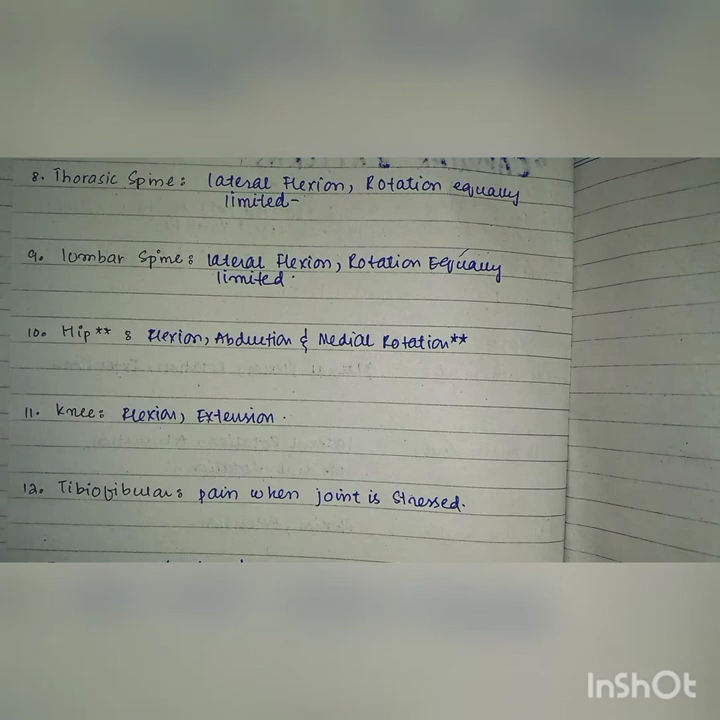 8. Thorasic Spine: lateral Flexion, Rotation equally
limited-
9. lumbar Spine: lateral Flexion, Rotation Equally
limited.
10. Hip** : Flexion, Abduction & Medial Rotation**
11. Knee: Flexion, Extension.
12. Tibiofibular: pain when joint is stressed.
InShOt